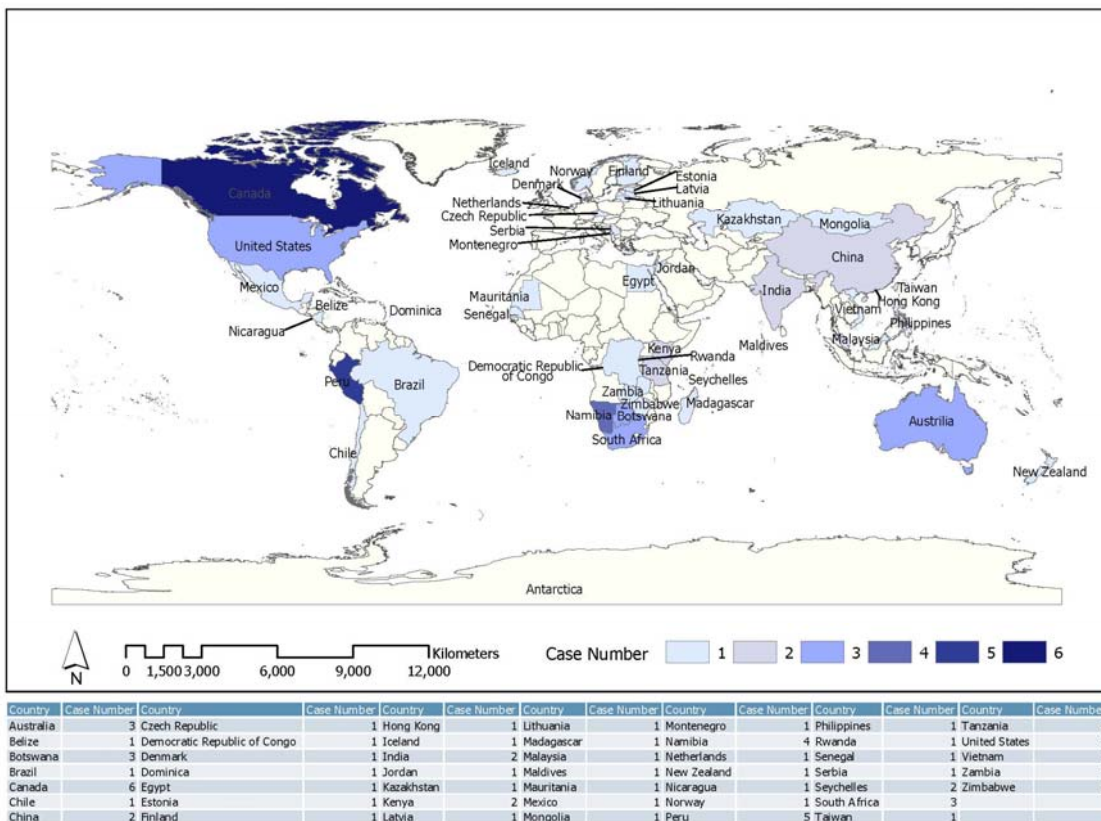 Iceland
Norway
Finland
Estonia
Denmark
Latvia
Canada
Netherlands
Lithuania
Czech Republic
Kazakhstan
Mongolia
Serbia
United States
Montenegro
China
Jordan
Mexico
Egypt
India
Taiwan
Mauritania
Hong Kong
Belize
Dominica
Vietnam
Senegal
Philippines
Nicaragua
Malaysia
Maldives
Kenya
Rwanda
Democratic Republic
of Congo
Tanzania
Peru
Brazil
Seychelles
Zambia
Madagascar
Zimbabwe
Namibia
Botswana
Austrilia
South Africa
Chile
New Zealand
Antarctica
N
Kilometers
0 1,500 3,000 6,000 9,000 12,000
Case Number 1 2 3 4 5 6
Country Case Number Country Case Number Country Case Number Country Case Number Country Case Number Country Case Number Country Case Number
Australia 3 Czech Republic 1 Hong Kong 1 Lithuania 1 Montenegro 1 Philippines 1 Tanzania
Belize 1 Democratic Republic of Congo 1 Iceland 1 Madagascar 1 Namibia 4 Rwanda 1 United States
Botswana 3 Denmark 1 India 2 Malaysia 1 Netherlands 1 Senegal 1 Vietnam
Brazil 1 Dominica 1 Jordan 1 Maldives 1 New Zealand 1 Serbia 1 Zambia
Canada 6 Egypt 1 Kazakhstan 1 Mauritania 1 Nicaragua 1 Seychelles 2 Zimbabwe
Chile 1 Estonia 1 Kenya 2 Mexico 1 Norway 1 South Africa 3
China 2 Finland 1 Latvia 1 Mongolia 1 Peru 5 Taiwan 1